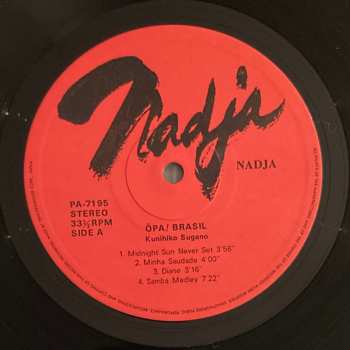 Nadja
NADJA
PA-7195
STEREO
33⅓RPM
SIDE A
ÖPA! BRASIL
Kunihiko Sugano
1. Midnight Sun Never Set 3'56"
2. Minha Saudade 4'00"
3. Diane 3'16"
4. Samba Medley 7'22"